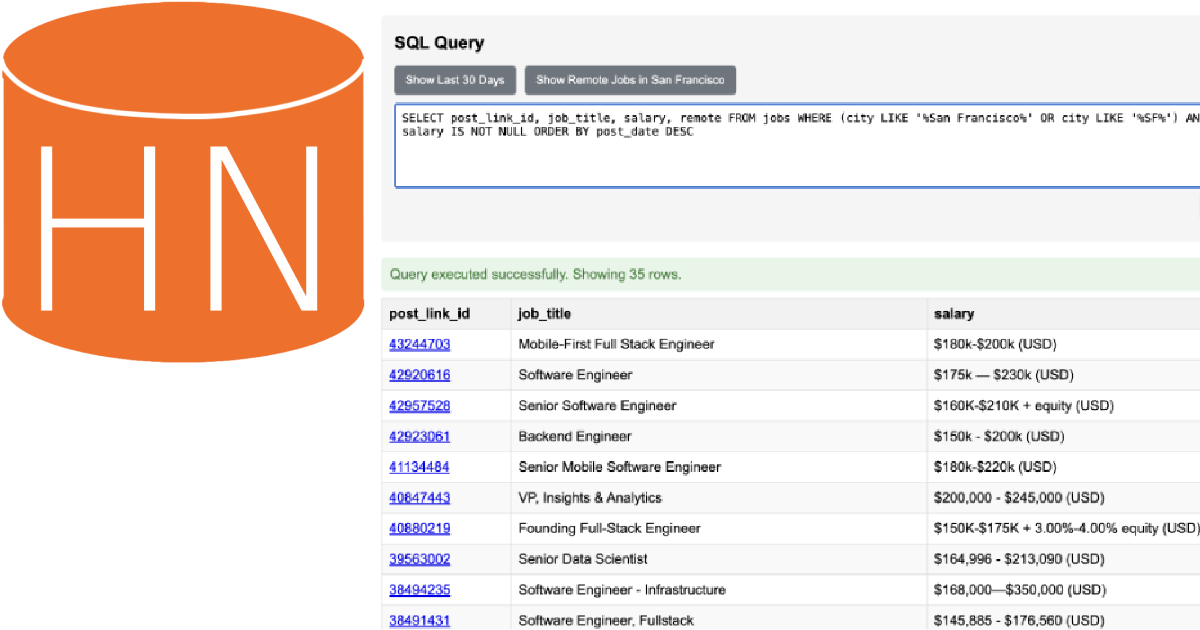 HN
SQL Query
Show Last 30 Days Show Remote Jobs in San Francisco
SELECT post_link_id, job_title, salary, remote FROM jobs WHERE (city LIKE '%San Francisco%' OR city LIKE '%SF%') AN
salary IS NOT NULL ORDER BY post_date DESC
Query executed successfully. Showing 35 rows.
post_link_id job_title salary
43244703 Mobile-First Full Stack Engineer $180k-$200k (USD)
42920616 Software Engineer $175k — $230k (USD)
42957528 Senior Software Engineer $160K-$210K + equity (USD)
42923061 Backend Engineer $150k - $200k (USD)
41134484 Senior Mobile Software Engineer $180k-$220k (USD)
40847443 VP, Insights & Analytics $200,000 - $245,000 (USD)
40880219 Founding Full-Stack Engineer $150K-$175K + 3.00%-4.00% equity (USD)
39563002 Senior Data Scientist $164,996 - $213,090 (USD)
38494235 Software Engineer - Infrastructure $168,000—$350,000 (USD)
38491431 Software Engineer, Fullstack $145,885 - $176,560 (USD)